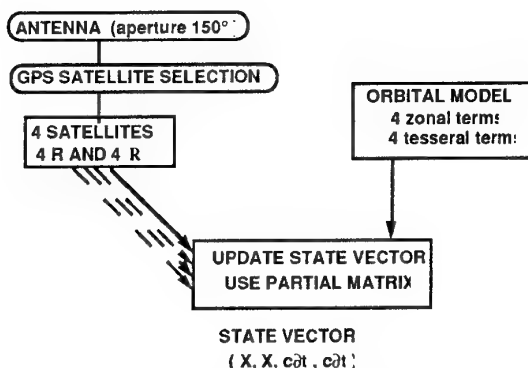 ANTENNA (aperture 150°
GPS SATELLITE SELECTION
4 SATELLITES
4 R AND 4 R
ORBITAL MODEL
4 zonal terms
4 tesseral terms
UPDATE STATE VECTOR
USE PARTIAL MATRIX
STATE VECTOR
( X, X, c∂t , c∂t )